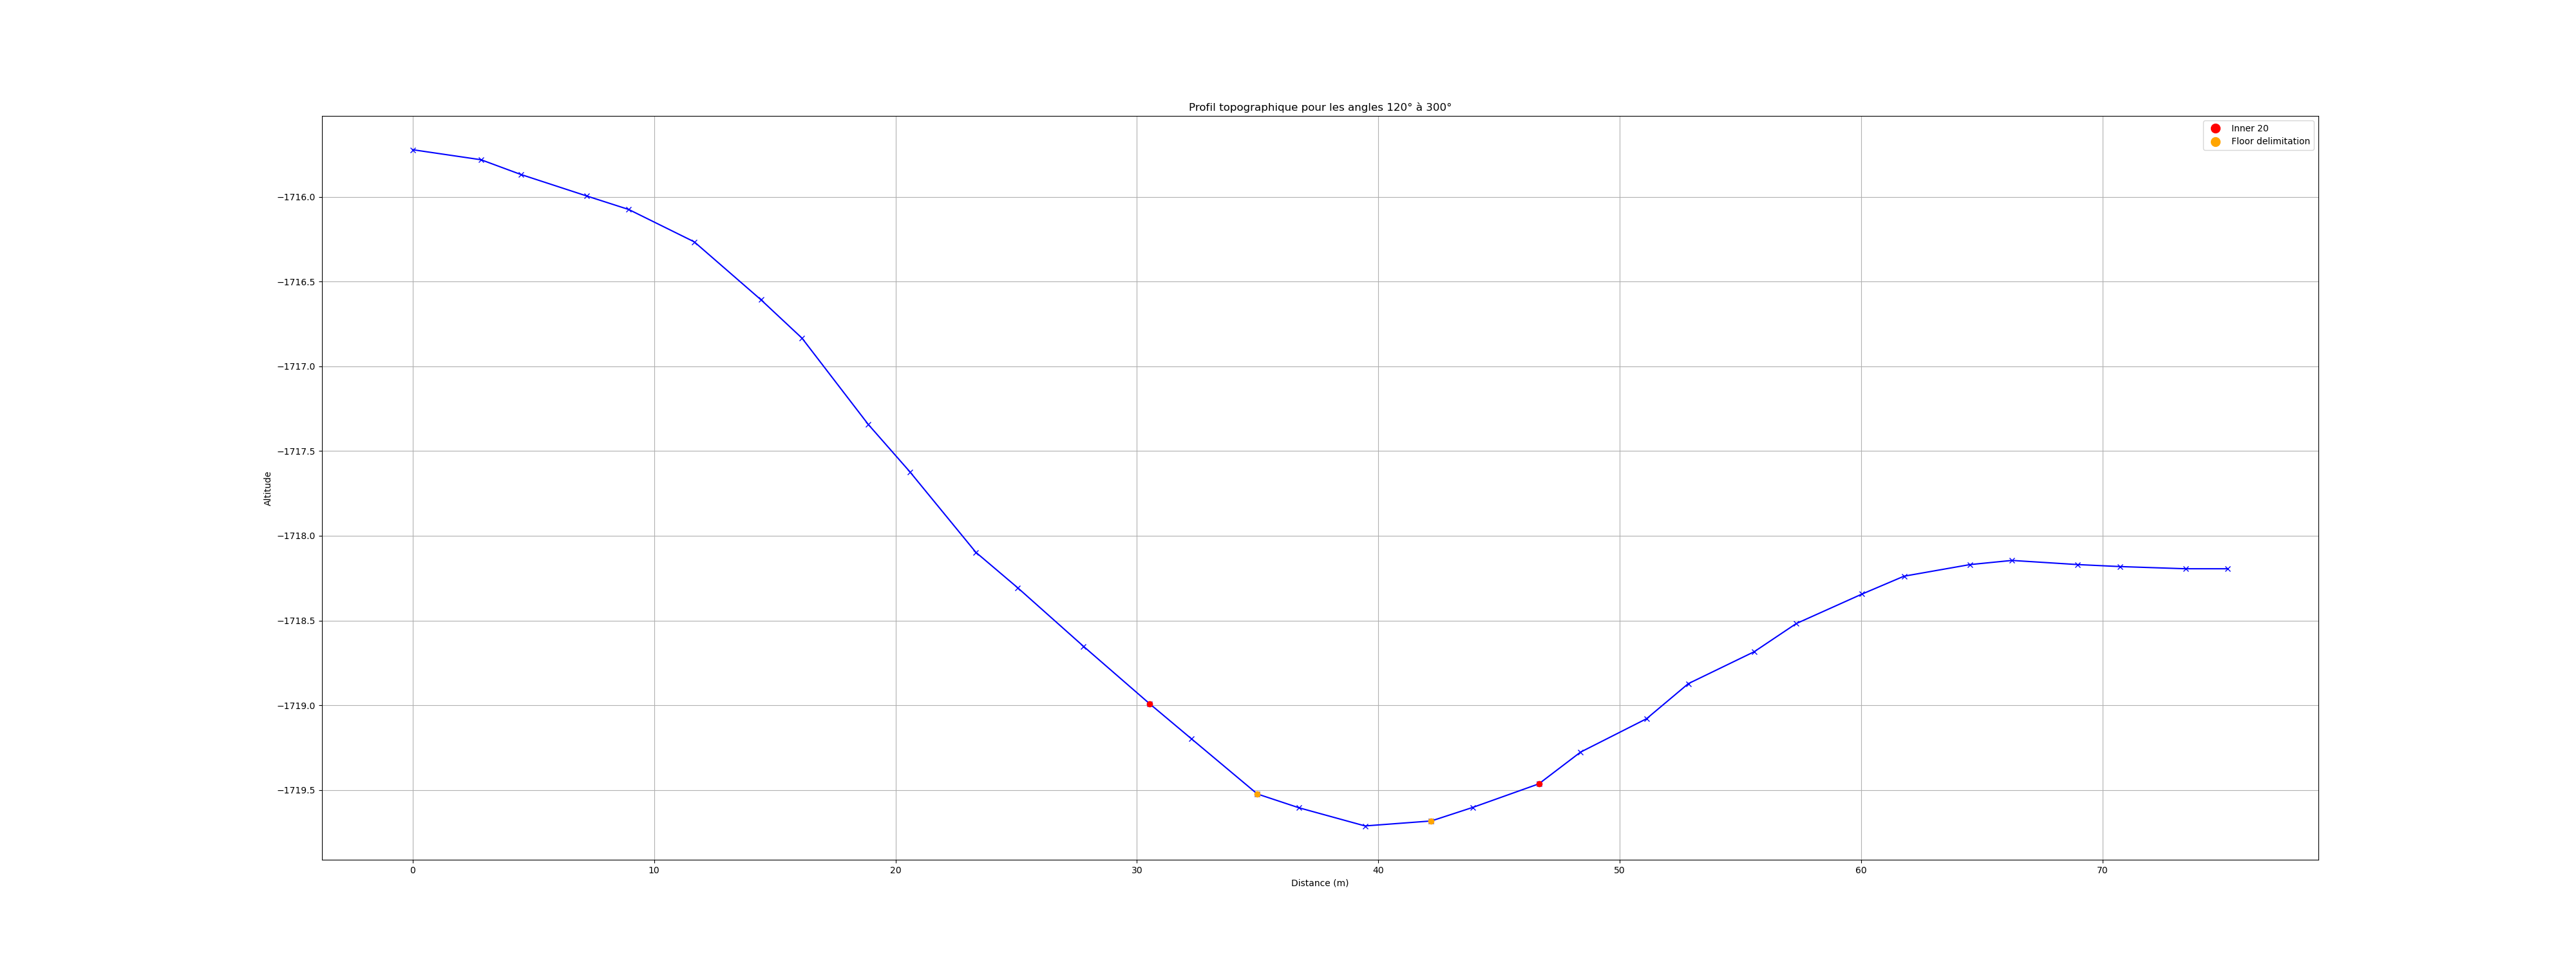 Profil topographique pour les angles 120° à 300°
Inner 20
Floor delimitation
−1716.0
−1716.5
−1717.0
−1717.5
−1718.0
−1718.5
−1719.0
−1719.5
Altitude
0 10 20 30 40 50 60 70
Distance (m)